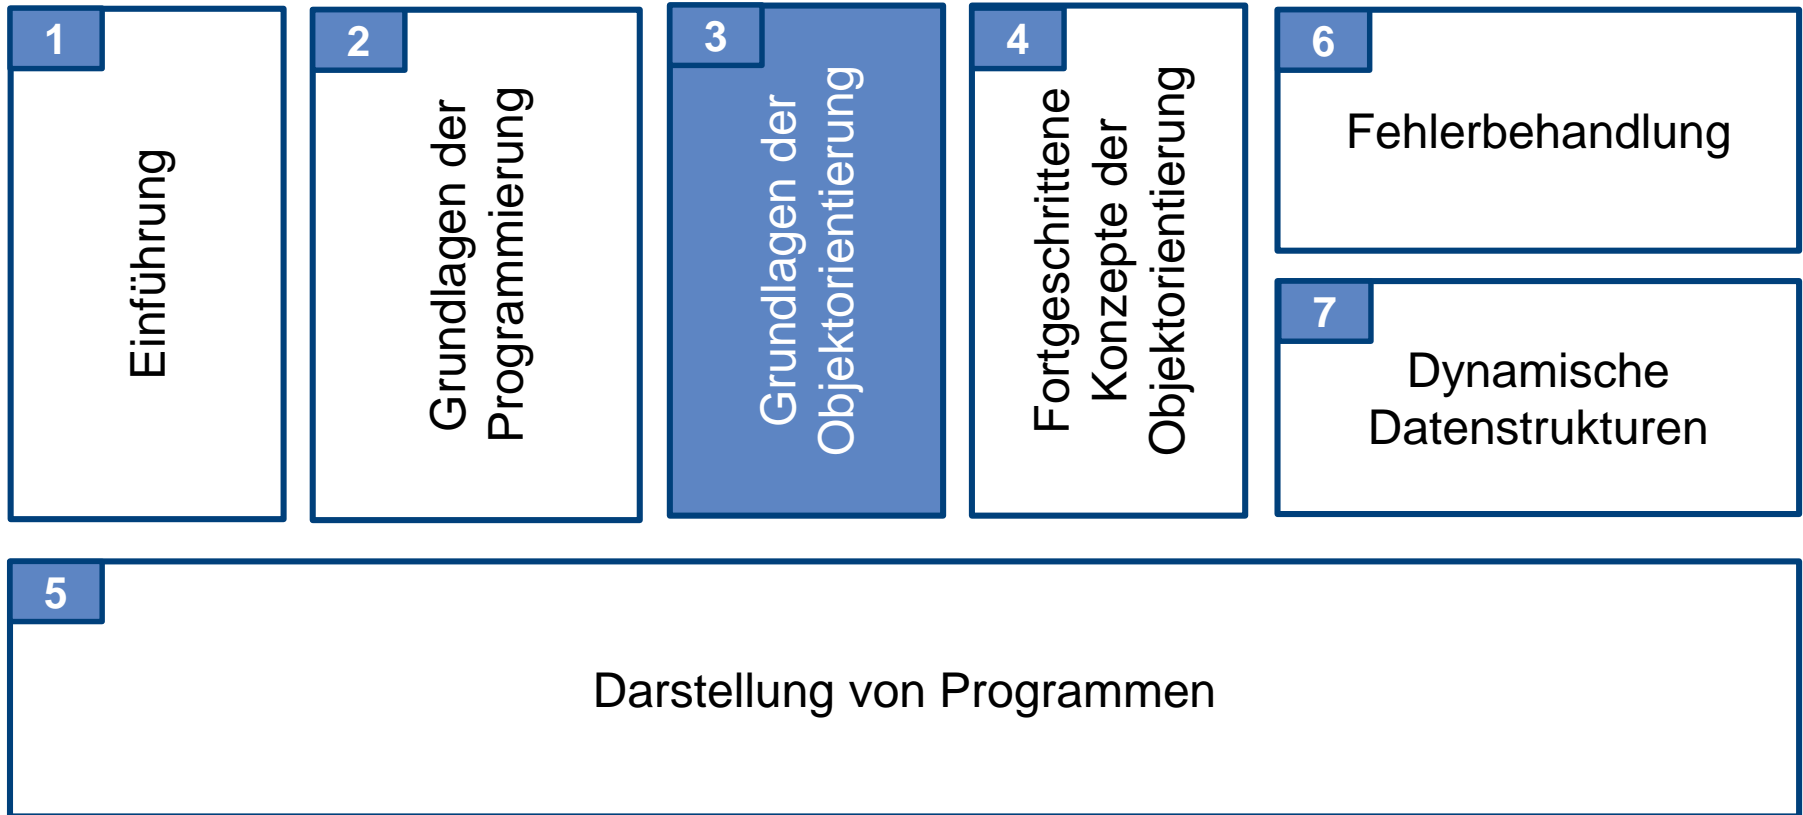 1
Einführung
2
Grundlagen der
Programmierung
3
Grundlagen der
Objektorientierung
4
Fortgeschrittene
Konzepte der
Objektorientierung
6
Fehlerbehandlung
7
Dynamische
Datenstrukturen
5
Darstellung von Programmen